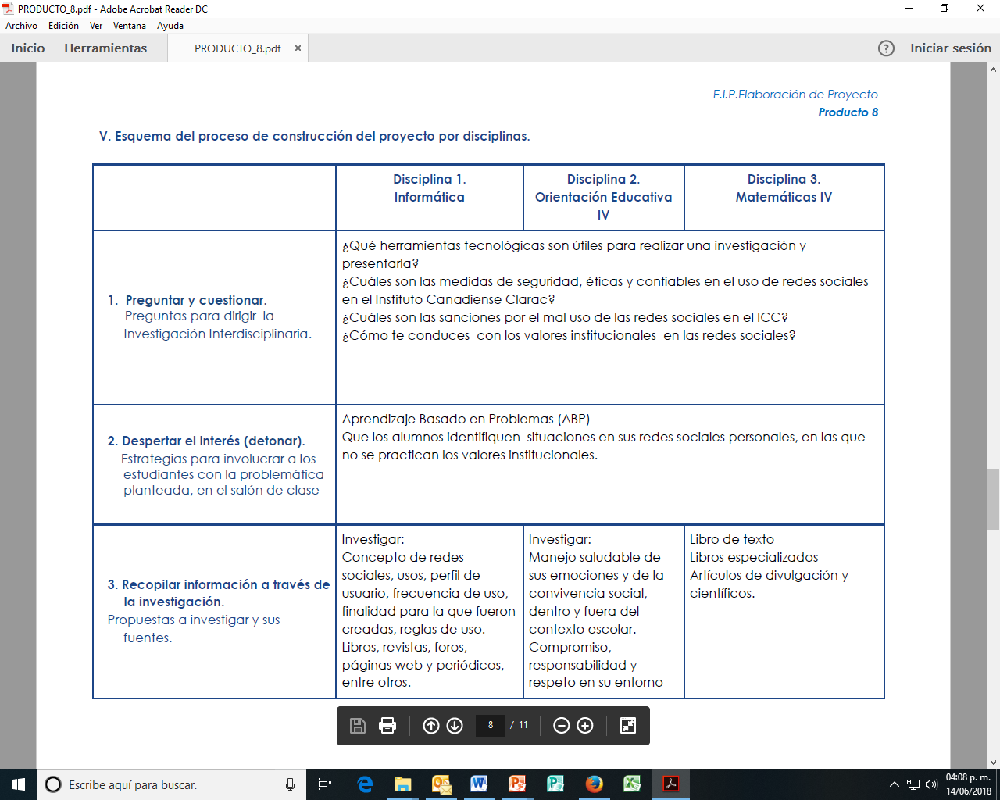 PRODUCTO_8.pdf - Adobe Acrobat Reader DC
Archivo Edición Ver Ventana Ayuda
Inicio Herramientas PRODUCTO_8.pdf × ? Iniciar sesión
E.I.P.Elaboración de Proyecto
Producto 8
V. Esquema del proceso de construcción del proyecto por disciplinas.
Disciplina 1.
Informática
Disciplina 2.
Orientación Educativa
IV
Disciplina 3.
Matemáticas IV
1. Preguntar y cuestionar.
Preguntas para dirigir la
Investigación Interdisciplinaria.
¿Qué herramientas tecnológicas son útiles para realizar una investigación y
presentarla?
¿Cuáles son las medidas de seguridad, éticas y confiables en el uso de redes sociales
en el Instituto Canadiense Clarac?
¿Cuáles son las sanciones por el mal uso de las redes sociales en el ICC?
¿Cómo te conduces con los valores institucionales en las redes sociales?
2. Despertar el interés (detonar).
Estrategias para involucrar a los
estudiantes con la problemática
planteada, en el salón de clase
Aprendizaje Basado en Problemas (ABP)
Que los alumnos identifiquen situaciones en sus redes sociales personales, en las que
no se practican los valores institucionales.
3. Recopilar información a través de
la investigación.
Propuestas a investigar y sus
fuentes.
Investigar:
Concepto de redes
sociales, usos, perfil de
usuario, frecuencia de uso,
finalidad para la que fueron
creadas, reglas de uso.
Libros, revistas, foros,
páginas web y periódicos,
entre otros.
Investigar:
Manejo saludable de
sus emociones y de la
convivencia social,
dentro y fuera del
contexto escolar.
Compromiso,
responsabilidad y
respeto en su entorno
Libro de texto
Libros especializados
Artículos de divulgación y
científicos.
8 / 11
Escribe aquí para buscar.
04:08 p. m.
14/06/2018